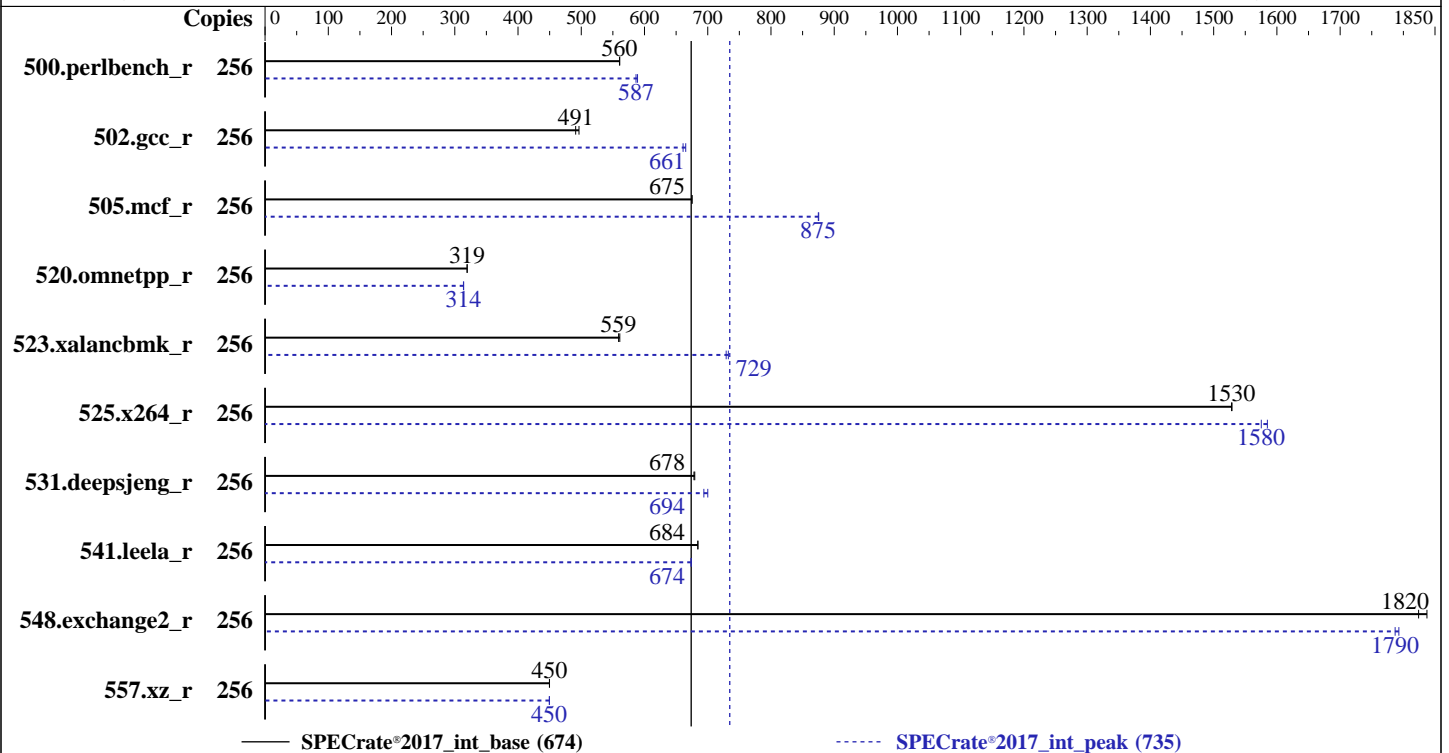 Copies 0 100 200 300 400 500 600 700 800 900 1000 1100 1200 1300 1400 1500 1600 1700 1850
560
500.perlbench_r 256
587
491
502.gcc_r 256
661
675
505.mcf_r 256
875
319
520.omnetpp_r 256
314
559
523.xalancbmk_r 256
729
1530
525.x264_r 256
1580
678
531.deepsjeng_r 256
694
684
541.leela_r 256
674
1820
548.exchange2_r 256
1790
450
557.xz_r 256
450
SPECrate®2017_int_base (674) SPECrate®2017_int_peak (735)